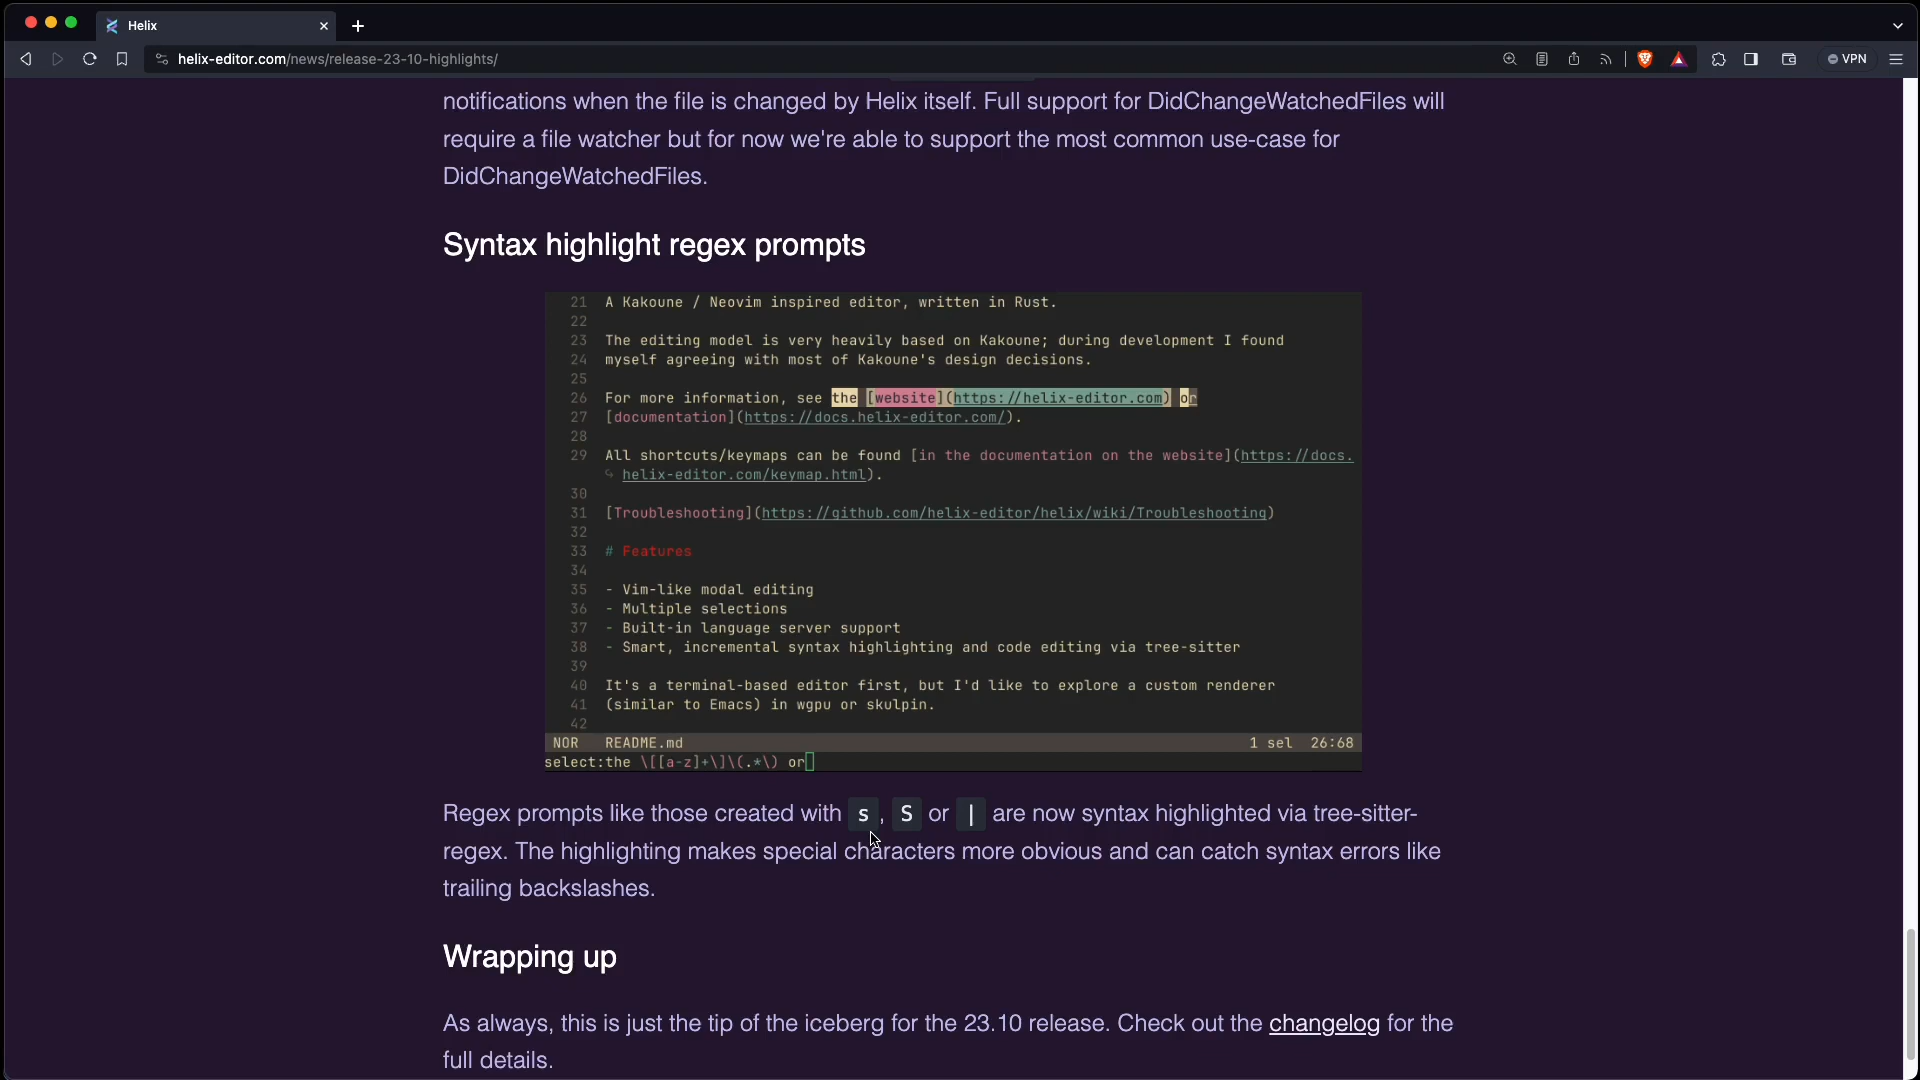 Helix
helix-editor.com/news/release-23-10-highlights/
VPN
notifications when the file is changed by Helix itself. Full support for DidChangeWatchedFiles will
require a file watcher but for now we're able to support the most common use-case for
DidChangeWatchedFiles.
Syntax highlight regex prompts
21 A Kakoune / Neovim inspired editor, written in Rust.
22
23 The editing model is very heavily based on Kakoune; during development I found
24 myself agreeing with most of Kakoune's design decisions.
25
26 For more information, see the [website](https://helix-editor.com) or
27 [documentation](https://docs.helix-editor.com/).
28
29 All shortcuts/keymaps can be found [in the documentation on the website](https://docs.
↪ helix-editor.com/keymap.html).
30
31 [Troubleshooting](https://github.com/helix-editor/helix/wiki/Troubleshooting)
32
33 # Features
34
35 - Vim-like modal editing
36 - Multiple selections
37 - Built-in language server support
38 - Smart, incremental syntax highlighting and code editing via tree-sitter
39
40 It's a terminal-based editor first, but I'd like to explore a custom renderer
41 (similar to Emacs) in wgpu or skulpin.
42
NOR README.md 1 sel 26:68
select:the \[[a-z]+\]\(.*\) or
Regex prompts like those created with s, S or | are now syntax highlighted via tree-sitter-
regex. The highlighting makes special characters more obvious and can catch syntax errors like
trailing backslashes.
Wrapping up
As always, this is just the tip of the iceberg for the 23.10 release. Check out the changelog for the
full details.